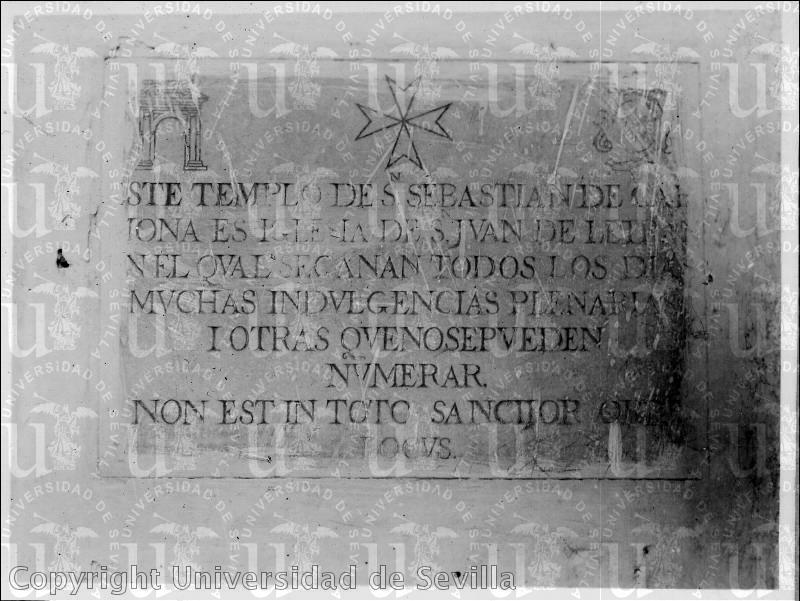 STE TEMPLO DE S. SEBASTIAN DE CAR
MONA ES IGLESIA DE S. JVAN DE LETRAN
N EL QVAL SE GANAN TODOS LOS DIAS
MVCHAS INDVLGENCIAS PLENARIAS
I OTRAS QVE NO SE PVEDEN
NVMERAR.
NON EST IN TOTO SANCTIOR ORBE
LOCVS.
Copyright Universidad de Sevilla